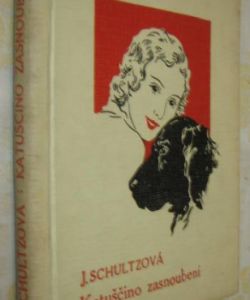 SCHULTZOVÁ · KATUŠČINO ZASNOUBENÍ
J. SCHULTZOVÁ
Katuščino zasnoubení